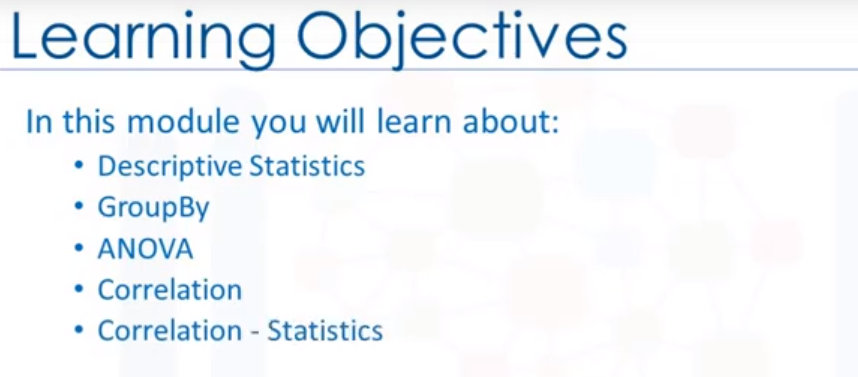 Learning Objectives
In this module you will learn about:
• Descriptive Statistics
• GroupBy
• ANOVA
• Correlation
• Correlation - Statistics